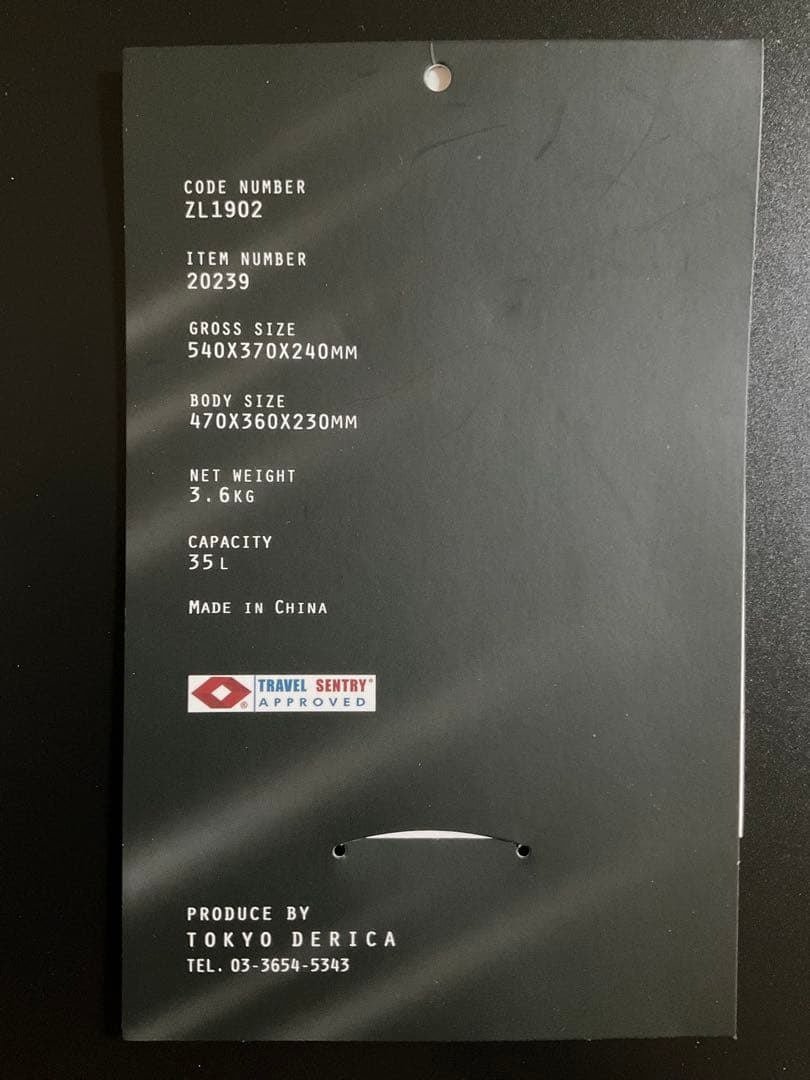 CODE NUMBER
ZL1902
ITEM NUMBER
20239
GROSS SIZE
540X370X240MM
BODY SIZE
470X360X230MM
NET WEIGHT
3.6KG
CAPACITY
35L
MADE IN CHINA
TRAVEL SENTRY®
APPROVED
®
PRODUCE BY
TOKYO DERICA
TEL. 03-3654-5343